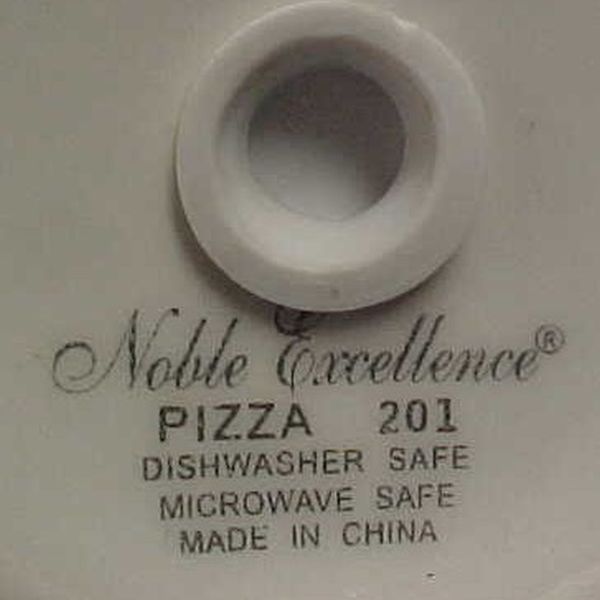 Noble Excellence®
PIZZA 201
DISHWASHER SAFE
MICROWAVE SAFE
MADE IN CHINA